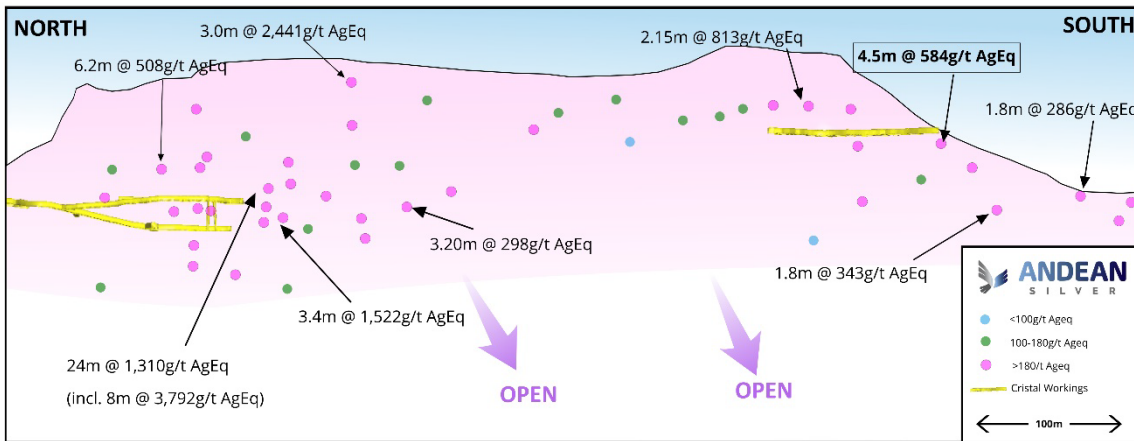 NORTH
SOUTH
3.0m @ 2,441g/t AgEq
2.15m @ 813g/t AgEq
4.5m @ 584g/t AgEq
6.2m @ 508g/t AgEq
1.8m @ 286g/t AgEq
3.20m @ 298g/t AgEq
1.8m @ 343g/t AgEq
3.4m @ 1,522g/t AgEq
24m @ 1,310g/t AgEq
(incl. 8m @ 3,792g/t AgEq)
OPEN
OPEN
ANDEAN
SILVER
<100g/t Ageq
100-180g/t Ageq
>180/t Ageq
Cristal Workings
100m